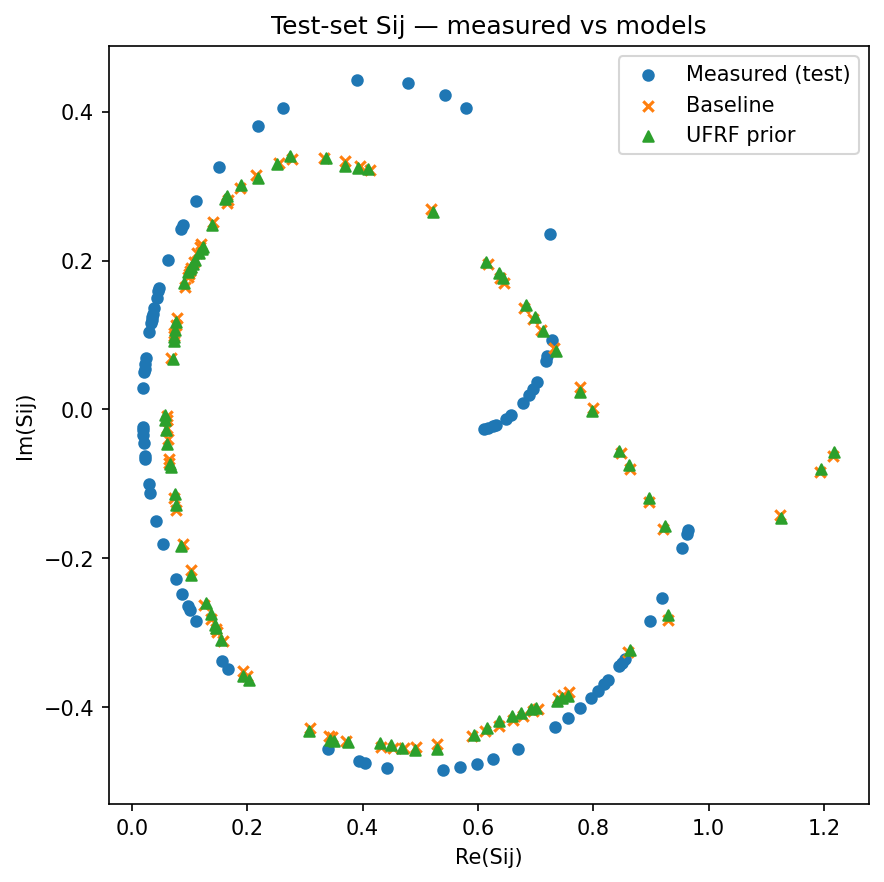 Test-set Sij — measured vs models
Measured (test)
Baseline
UFRF prior
0.4
0.2
0.0
−0.2
−0.4
Im(Sij)
0.0 0.2 0.4 0.6 0.8 1.0 1.2
Re(Sij)